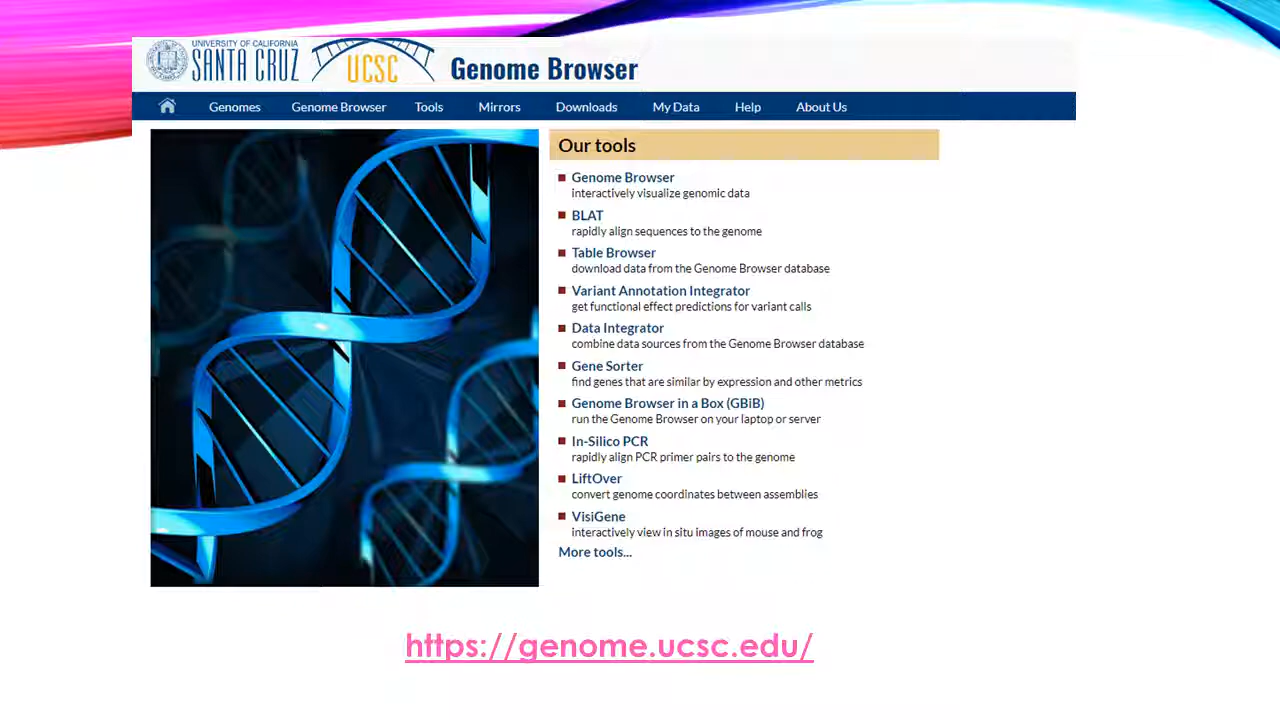 UNIVERSITY OF CALIFORNIA
SANTA CRUZ
UCSC
Genome Browser
Genomes Genome Browser Tools Mirrors Downloads My Data Help About Us
Our tools
Genome Browser
interactively visualize genomic data
BLAT
rapidly align sequences to the genome
Table Browser
download data from the Genome Browser database
Variant Annotation Integrator
get functional effect predictions for variant calls
Data Integrator
combine data sources from the Genome Browser database
Gene Sorter
find genes that are similar by expression and other metrics
Genome Browser in a Box (GBiB)
run the Genome Browser on your laptop or server
In-Silico PCR
rapidly align PCR primer pairs to the genome
LiftOver
convert genome coordinates between assemblies
VisiGene
interactively view in situ images of mouse and frog
More tools...
https://genome.ucsc.edu/